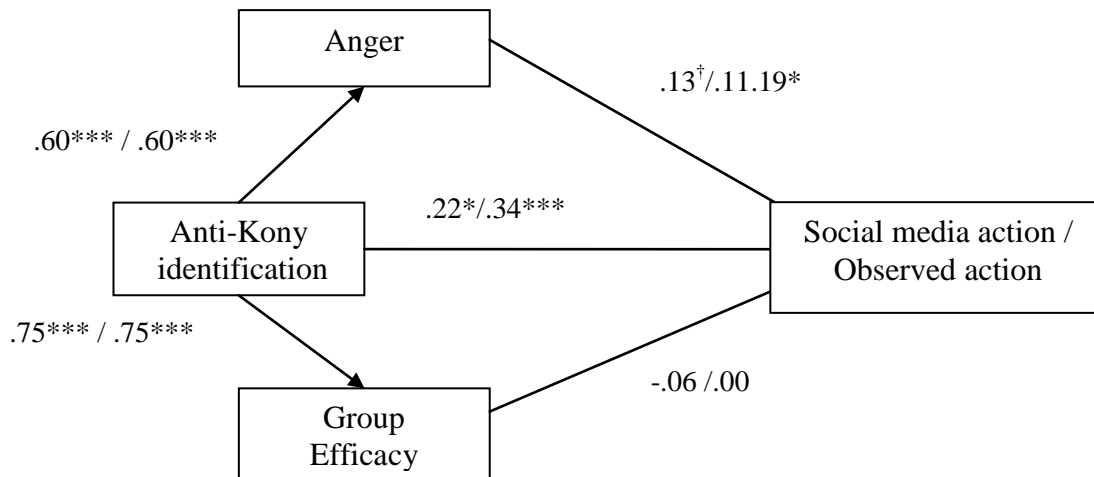 Anger
.13†/.11.19*
.60*** / .60***
.22*/.34***
Anti-Kony
identification
Social media action /
Observed action
.75*** / .75***
-.06 /.00
Group
Efficacy